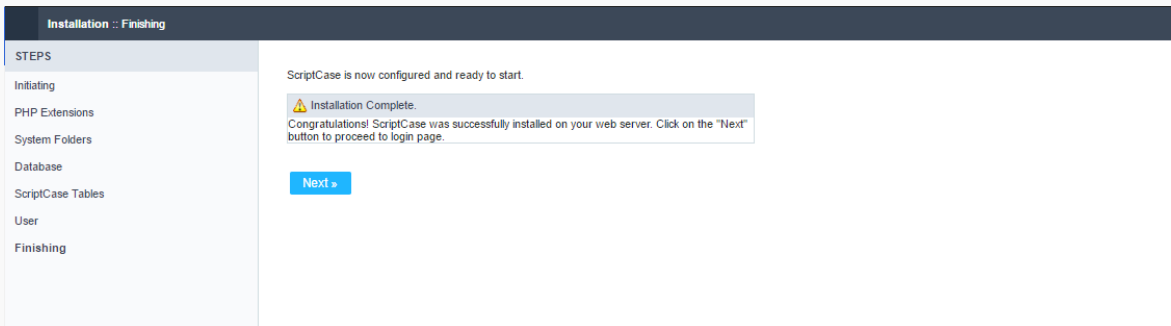 Installation :: Finishing
STEPS
Initiating
PHP Extensions
System Folders
Database
ScriptCase Tables
User
Finishing
ScriptCase is now configured and ready to start.
Installation Complete.
Congratulations! ScriptCase was successfully installed on your web server. Click on the "Next"
button to proceed to login page.
Next »